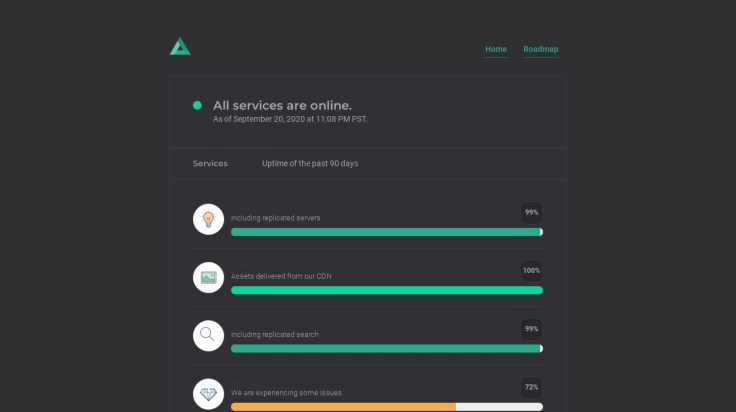 Home Roadmap
All services are online.
As of September 20, 2020 at 11:08 PM PST.
Services Uptime of the past 90 days
99%
Including replicated servers
100%
Assets delivered from our CDN
99%
Including replicated search
72%
We are experiencing some issues